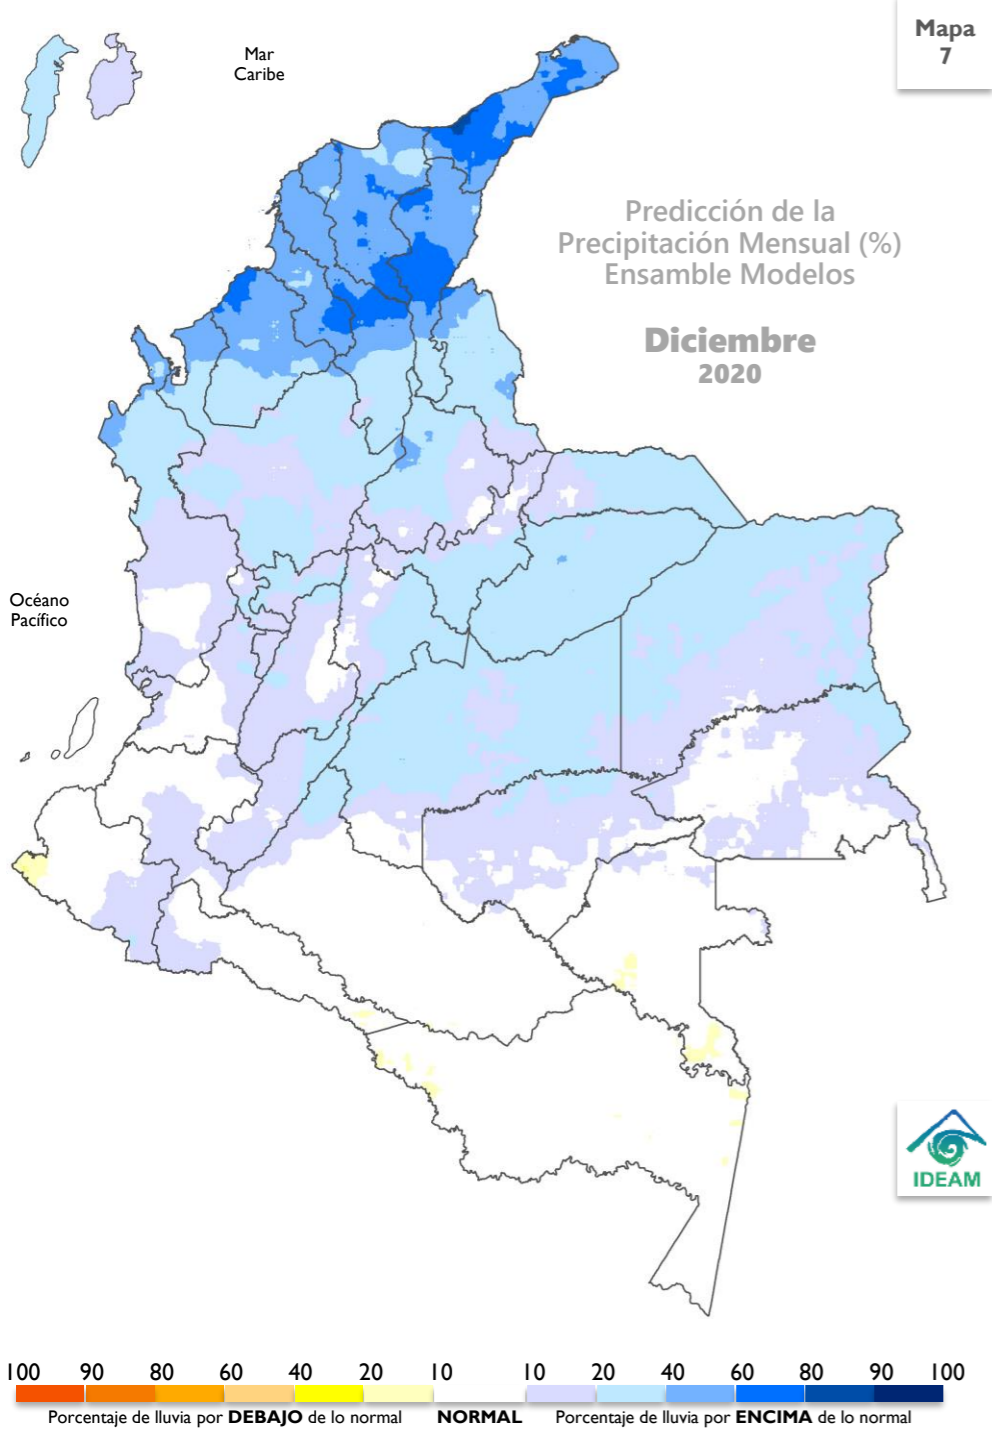 Mapa
7
Mar
Caribe
Predicción de la
Precipitación Mensual (%)
Ensamble Modelos
Diciembre
2020
Océano
Pacífico
IDEAM
100 90 80 60 40 20 10 10 20 40 60 80 90 100
Porcentaje de lluvia por DEBAJO de lo normal NORMAL Porcentaje de lluvia por ENCIMA de lo normal